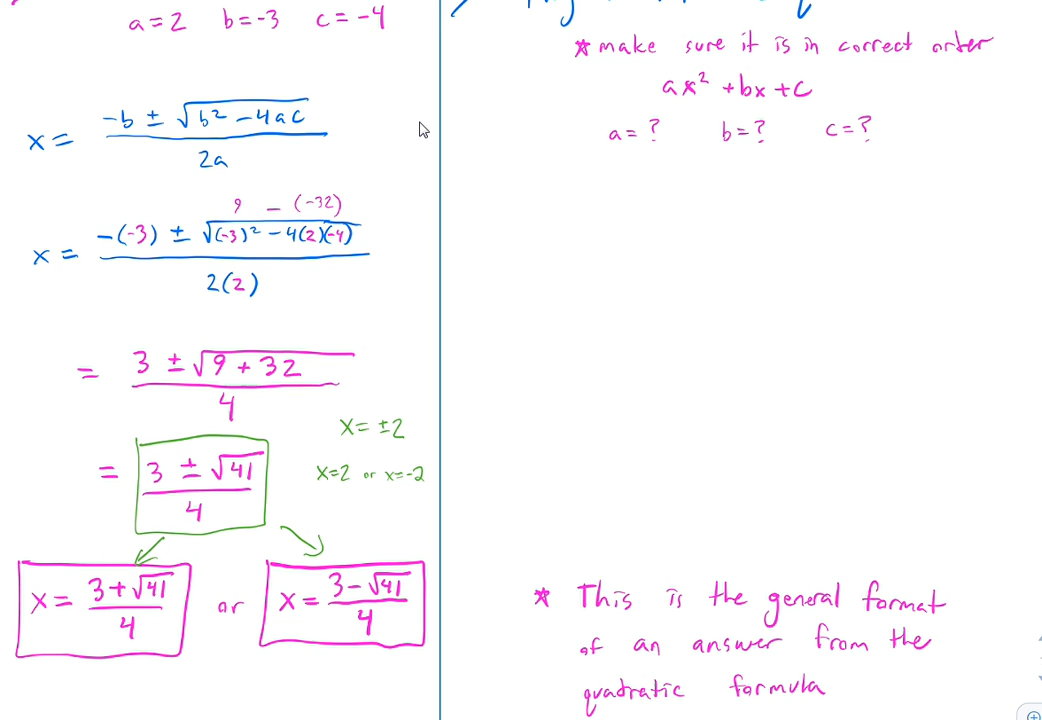 a = 2 b = -3 c = -4
x = (-b ± √(b² - 4ac)) / 2a
9 - (-32)
x = (-(-3) ± √((-3)² - 4(2)(-4))) / 2(2)
= (3 ± √(9 + 32)) / 4
x = ±2
= (3 ± √41) / 4
x=2 or x=-2
x = (3 + √41) / 4 or x = (3 - √41) / 4
* make sure it is in correct order
ax² + bx + c
a = ? b = ? c = ?
* This is the general format
of an answer from the
quadratic formula